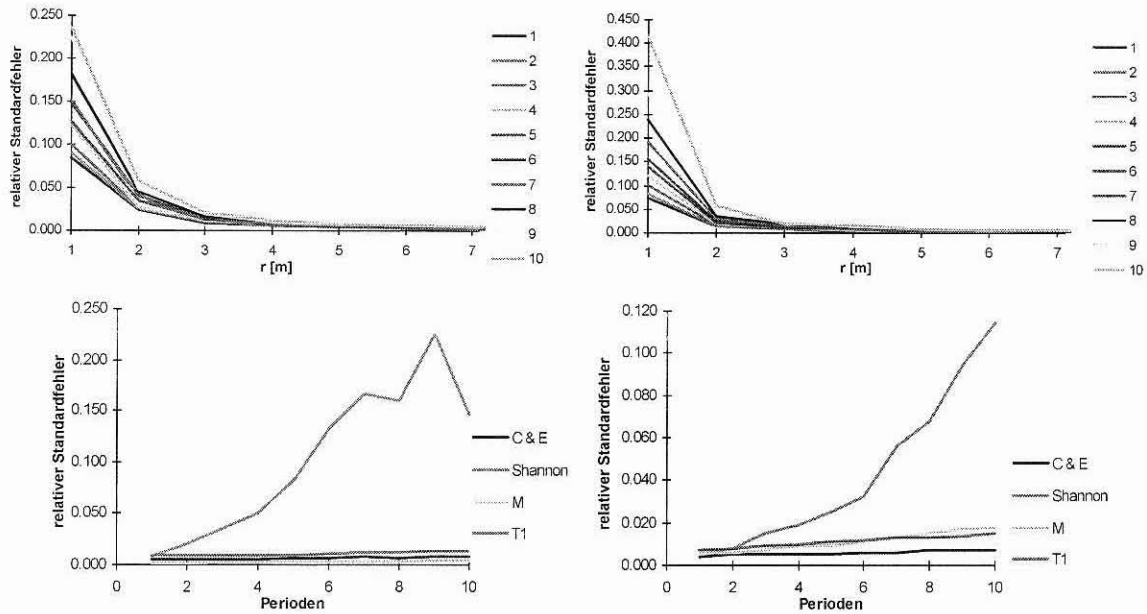 relativer Standardfehler
0.250
0.200
0.150
0.100
0.050
0.000
1 2 3 4 5 6 7
r [m]
1
2
3
4
5
6
7
8
9
10
relativer Standardfehler
0.450
0.400
0.350
0.300
0.250
0.200
0.150
0.100
0.050
0.000
1 2 3 4 5 6 7
r [m]
1
2
3
4
5
6
7
8
9
10
relativer Standardfehler
0.250
0.200
0.150
0.100
0.050
0.000
0 2 4 6 8 10
Perioden
C & E
Shannon
M
T1
relativer Standardfehler
0.120
0.100
0.080
0.060
0.040
0.020
0.000
0 2 4 6 8 10
Perioden
C & E
Shannon
M
T1